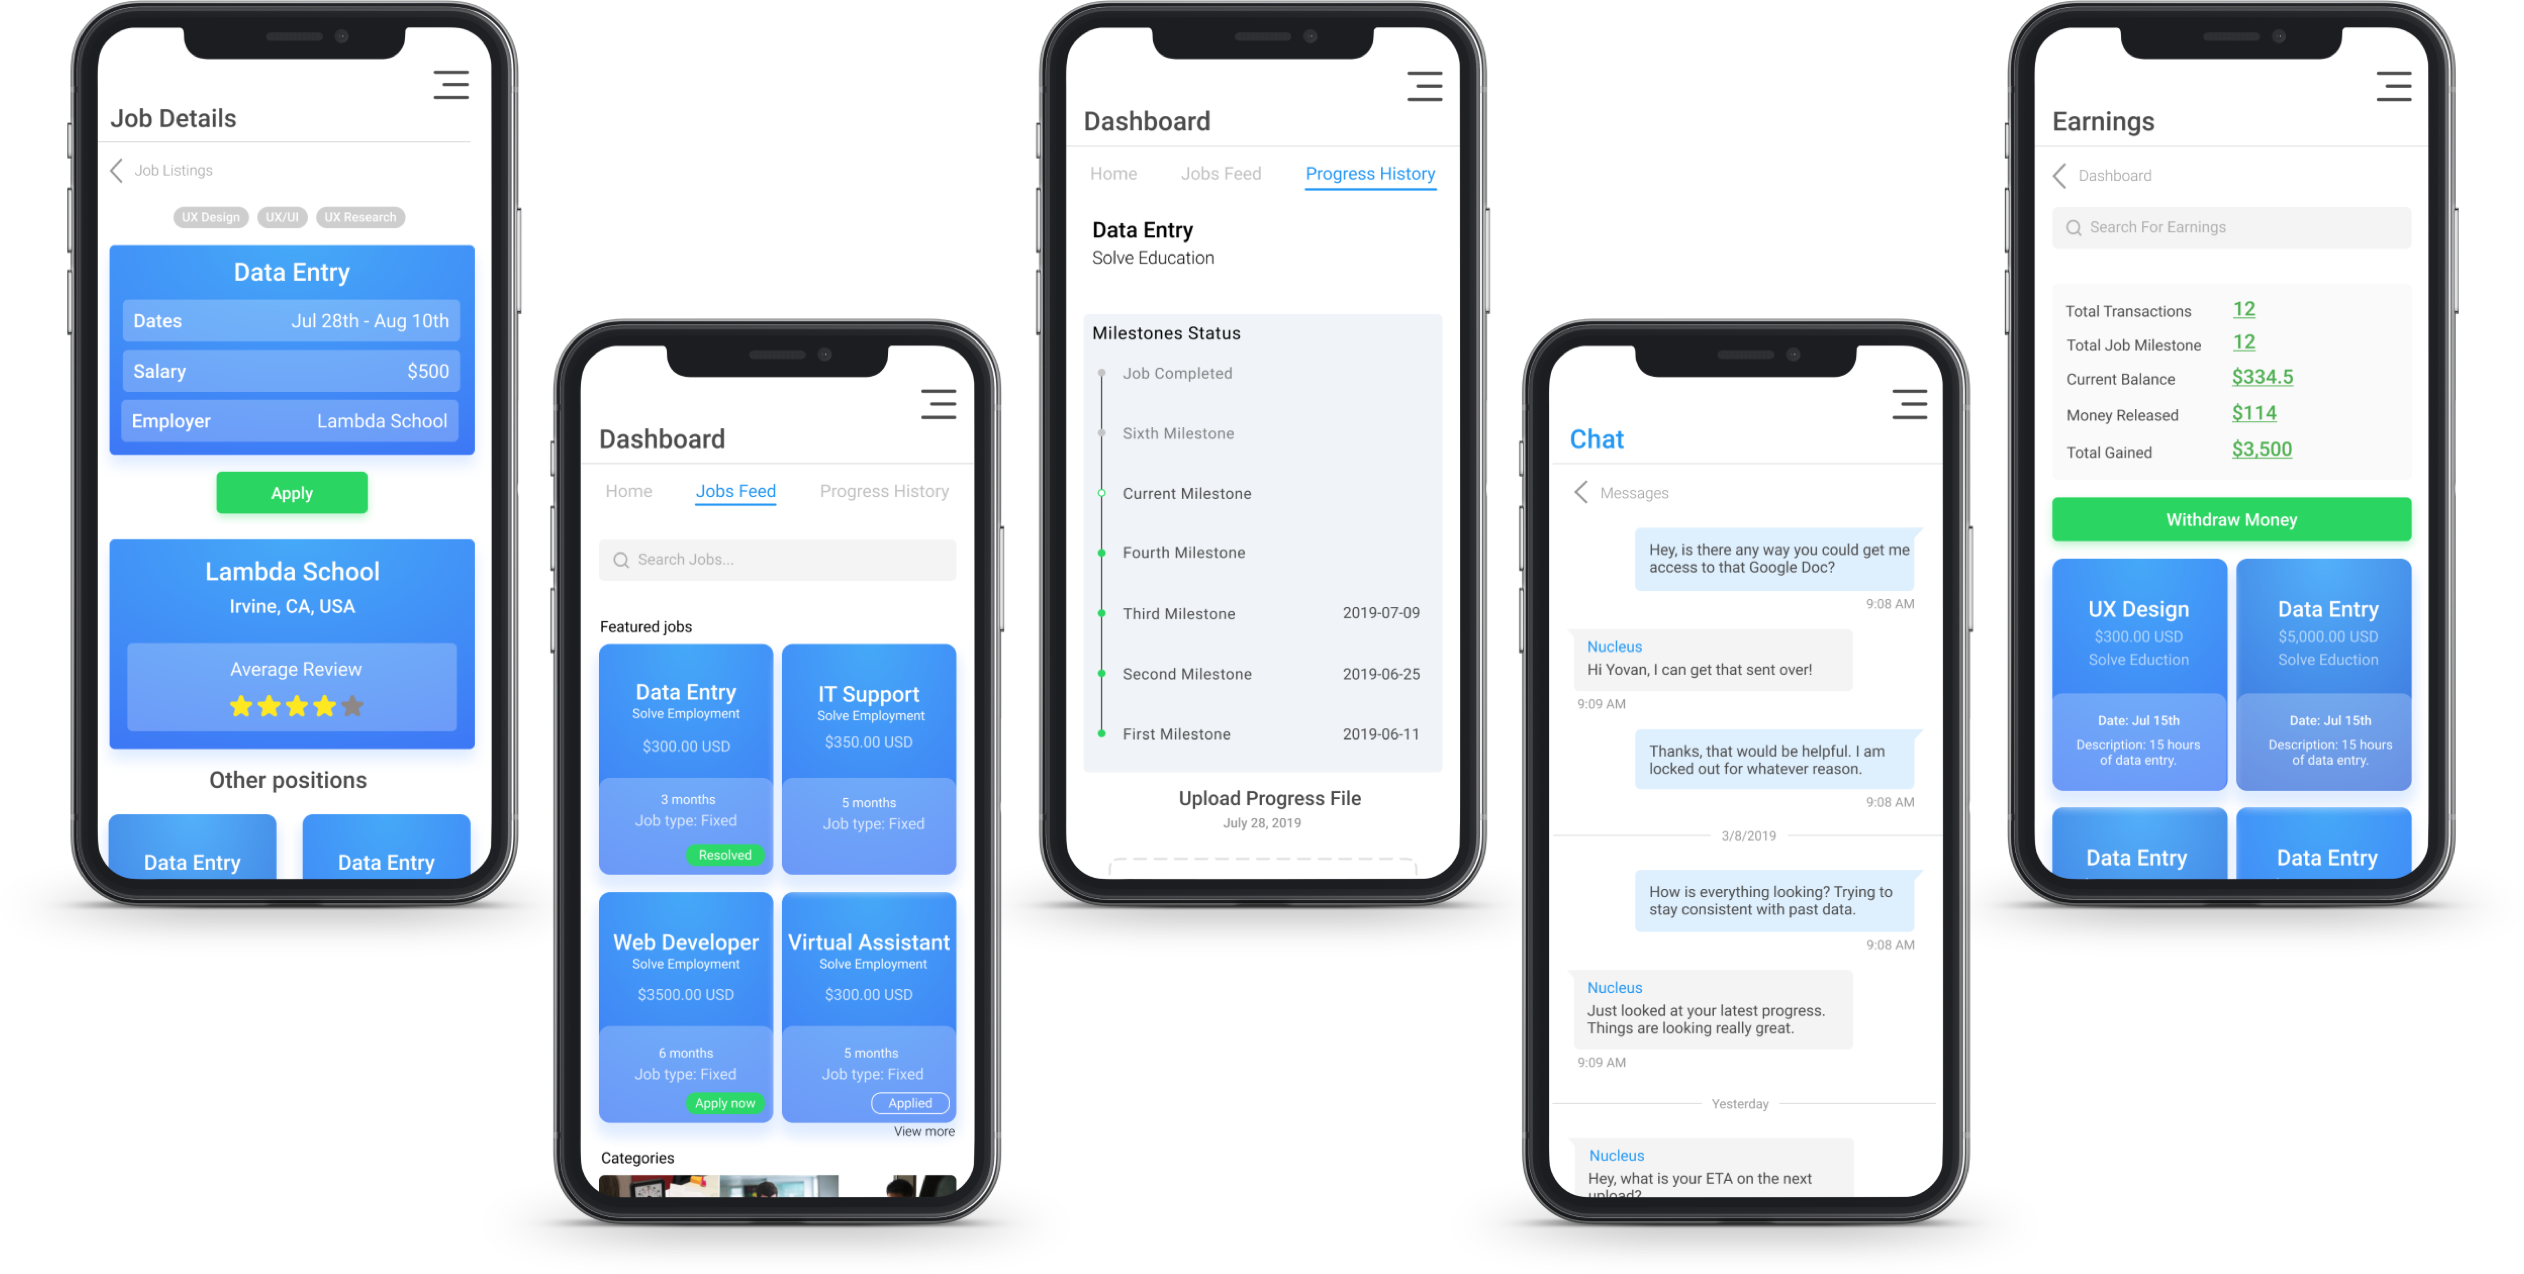 Job Details
Job Listings
UX Design UX/UI UX Research
Data Entry
Dates Jul 28th - Aug 10th
Salary $500
Employer Lambda School
Apply
Lambda School
Irvine, CA, USA
Average Review
Other positions
Data Entry Data Entry
Dashboard
Home Jobs Feed Progress History
Search Jobs...
Featured jobs
Data Entry
Solve Employment
$300.00 USD
3 months
Job type: Fixed
Resolved
IT Support
Solve Employment
$350.00 USD
5 months
Job type: Fixed
Web Developer
Solve Employment
$3500.00 USD
6 months
Job type: Fixed
Apply now
Virtual Assistant
Solve Employment
$300.00 USD
5 months
Job type: Fixed
Applied
View more
Categories
Dashboard
Home Jobs Feed Progress History
Data Entry
Solve Education
Milestones Status
Job Completed
Sixth Milestone
Current Milestone
Fourth Milestone
Third Milestone 2019-07-09
Second Milestone 2019-06-25
First Milestone 2019-06-11
Upload Progress File
July 28, 2019
Chat
Messages
Hey, is there any way you could get me
access to that Google Doc?
9:08 AM
Nucleus
Hi Yovan, I can get that sent over!
9:09 AM
Thanks, that would be helpful. I am
locked out for whatever reason.
9:08 AM
3/8/2019
How is everything looking? Trying to
stay consistent with past data.
9:08 AM
Nucleus
Just looked at your latest progress.
Things are looking really great.
9:09 AM
Yesterday
Nucleus
Hey, what is your ETA on the next
upload?
Earnings
Dashboard
Search For Earnings
Total Transactions 12
Total Job Milestone 12
Current Balance $334.5
Money Released $114
Total Gained $3,500
Withdraw Money
UX Design
$300.00 USD
Solve Eduction
Date: Jul 15th
Description: 15 hours
of data entry.
Data Entry
$5,000.00 USD
Solve Eduction
Date: Jul 15th
Description: 15 hours
of data entry.
Data Entry Data Entry